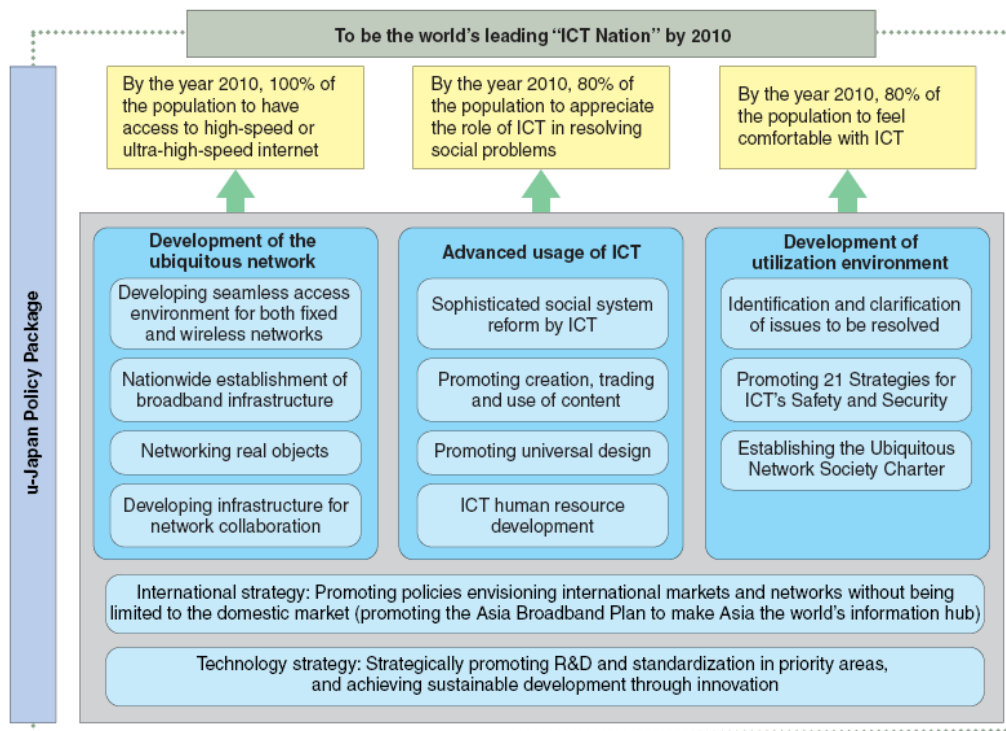 To be the world's leading “ICT Nation” by 2010
u-Japan Policy Package
By the year 2010, 100% of
the population to have
access to high-speed or
ultra-high-speed internet
By the year 2010, 80% of
the population to appreciate
the role of ICT in resolving
social problems
By the year 2010, 80% of
the population to feel
comfortable with ICT
Development of the
ubiquitous network
Developing seamless access
environment for both fixed
and wireless networks
Nationwide establishment of
broadband infrastructure
Networking real objects
Developing infrastructure for
network collaboration
Advanced usage of ICT
Sophisticated social system
reform by ICT
Promoting creation, trading
and use of content
Promoting universal design
ICT human resource
development
Development of
utilization environment
Identification and clarification
of issues to be resolved
Promoting 21 Strategies for
ICT's Safety and Security
Establishing the Ubiquitous
Network Society Charter
International strategy: Promoting policies envisioning international markets and networks without being
limited to the domestic market (promoting the Asia Broadband Plan to make Asia the world's information hub)
Technology strategy: Strategically promoting R&D and standardization in priority areas,
and achieving sustainable development through innovation